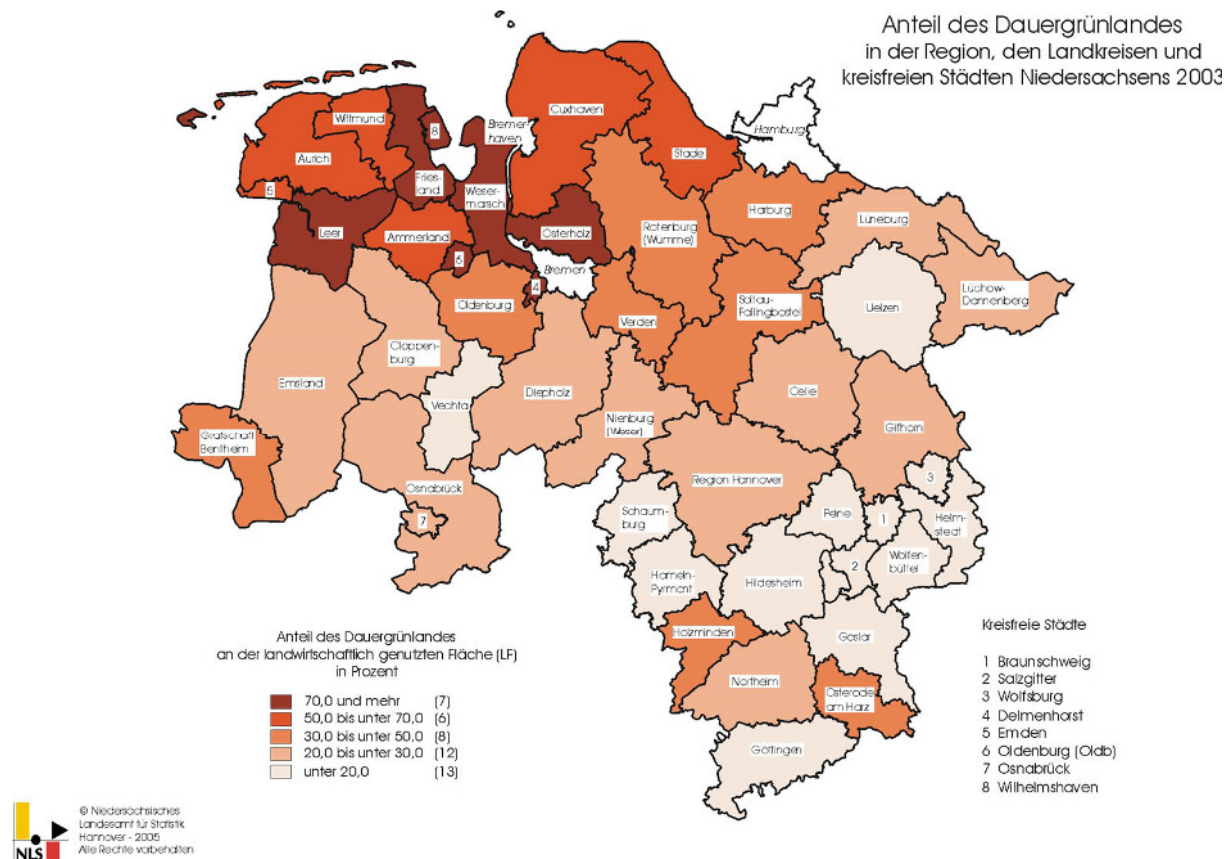 Anteil des Dauergrünlandes
in der Region, den Landkreisen und
kreisfreien Städten Niedersachsens 2003
Cuxhaven
Wittmund
8
Bremer-
haven
Hamburg
Aurich
Stade
5
Fries-
land
Weser-
marsch
Harburg
Lüneburg
Leer
Ammerland
Osterholz
Rotenburg
(Wümme)
6
Bremen
4
Oldenburg
Verden
Soltau-
Fallingbostel
Uelzen
Lüchow-
Dannenberg
Cloppen-
burg
Emsland
Vechta
Diepholz
Celle
Nienburg
(Weser)
Gifhorn
Grafschaft
Bentheim
Osnabrück
Region Hannover
3
7
Schaum-
burg
Peine
1
Helm-
stedt
2
Wolfen-
büttel
Hameln-
Pyrmont
Hildesheim
Holzminden
Goslar
Northeim
Osterode
am Harz
Göttingen
Anteil des Dauergrünlandes
an der landwirtschaftlich genutzten Fläche (LF)
in Prozent
70,0 und mehr (7)
50,0 bis unter 70,0 (6)
30,0 bis unter 50,0 (8)
20,0 bis unter 30,0 (12)
unter 20,0 (13)
Kreisfreie Städte
1 Braunschweig
2 Salzgitter
3 Wolfsburg
4 Delmenhorst
5 Emden
6 Oldenburg (Oldb)
7 Osnabrück
8 Wilhelmshaven
© Niedersächsisches
Landesamt für Statistik
Hannover - 2005
Alle Rechte vorbehalten
NLS